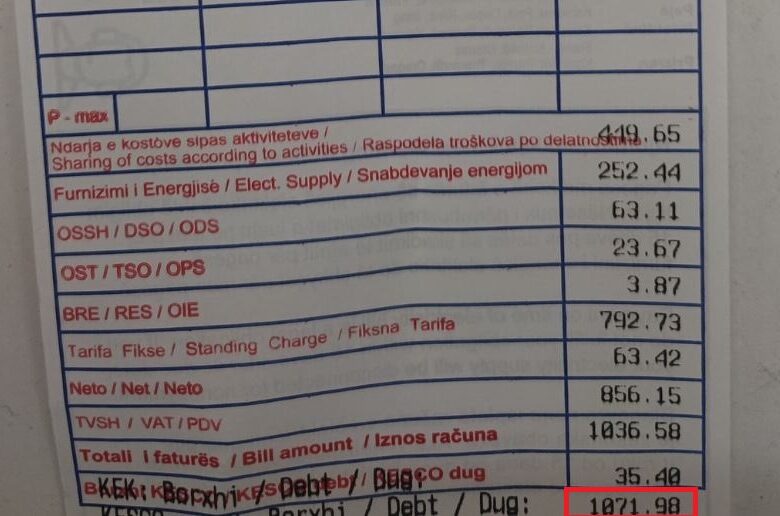 P - max
Ndarja e kostove sipas aktiviteteve /
Sharing of costs according to activities / Raspodela troškova po delatnostima 449.65
Furnizimi i Energjisë / Elect. Supply / Snabdevanje energijom 252.44
OSSH / DSO / ODS 63.11
OST / TSO / OPS 23.67
BRE / RES / OIE 3.87
Tarifa Fikse / Standing Charge / Fiksna Tarifa 792.73
Neto / Net / Neto 63.42
TVSH / VAT / PDV 856.15
Totali i faturës / Bill amount / Iznos računa 1036.58
KEK: Borxhi / Debt / Dug: 35.40
dug
Borxhi / Debt / Dug: 1071.98